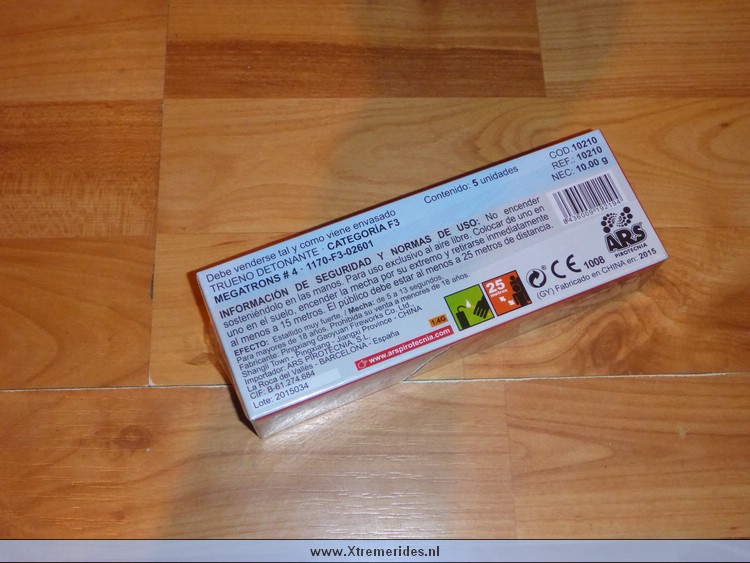 Debe venderse tal y como viene envasado
TRUENO DETONANTE · CATEGORIA F3
MEGATRONS # 4 · 1170-F3-02601
Contenido: 5 unidades
COD.10210
REF.: 10210
NEC: 10,00 g
INFORMACIÓN DE SEGURIDAD Y NORMAS DE USO: No encender
sosteniéndolo en las manos. Para uso exclusivo al aire libre. Colocar de uno en
uno en el suelo, encender la mecha por su extremo y retirarse inmediatamente
al menos a 15 metros. El público debe estar al menos a 25 metros de distancia.
EFECTO: Estallido muy fuerte. / Mecha: de 5 a 13 segundos.
Para mayores de 18 años. Prohibida su venta a menores de 18 años.
Fabricante: Pingxiang Gaoyuan Fireworks Co. Ltd
Shangli Town - Pingxiang, Jiangxi Province - CHINA
Importador: ARS PIROTECNIA, S.L.
La Roca del Valles - BARCELONA - España
CIF: B-61.274.684
Lote: 2015034
1.4G
www.arspirotecnia.com
25
metros
CE 1008
(GY) Fabricado en CHINA en: 2015
ARS
PIROTECNIA
www.Xtremerides.nl